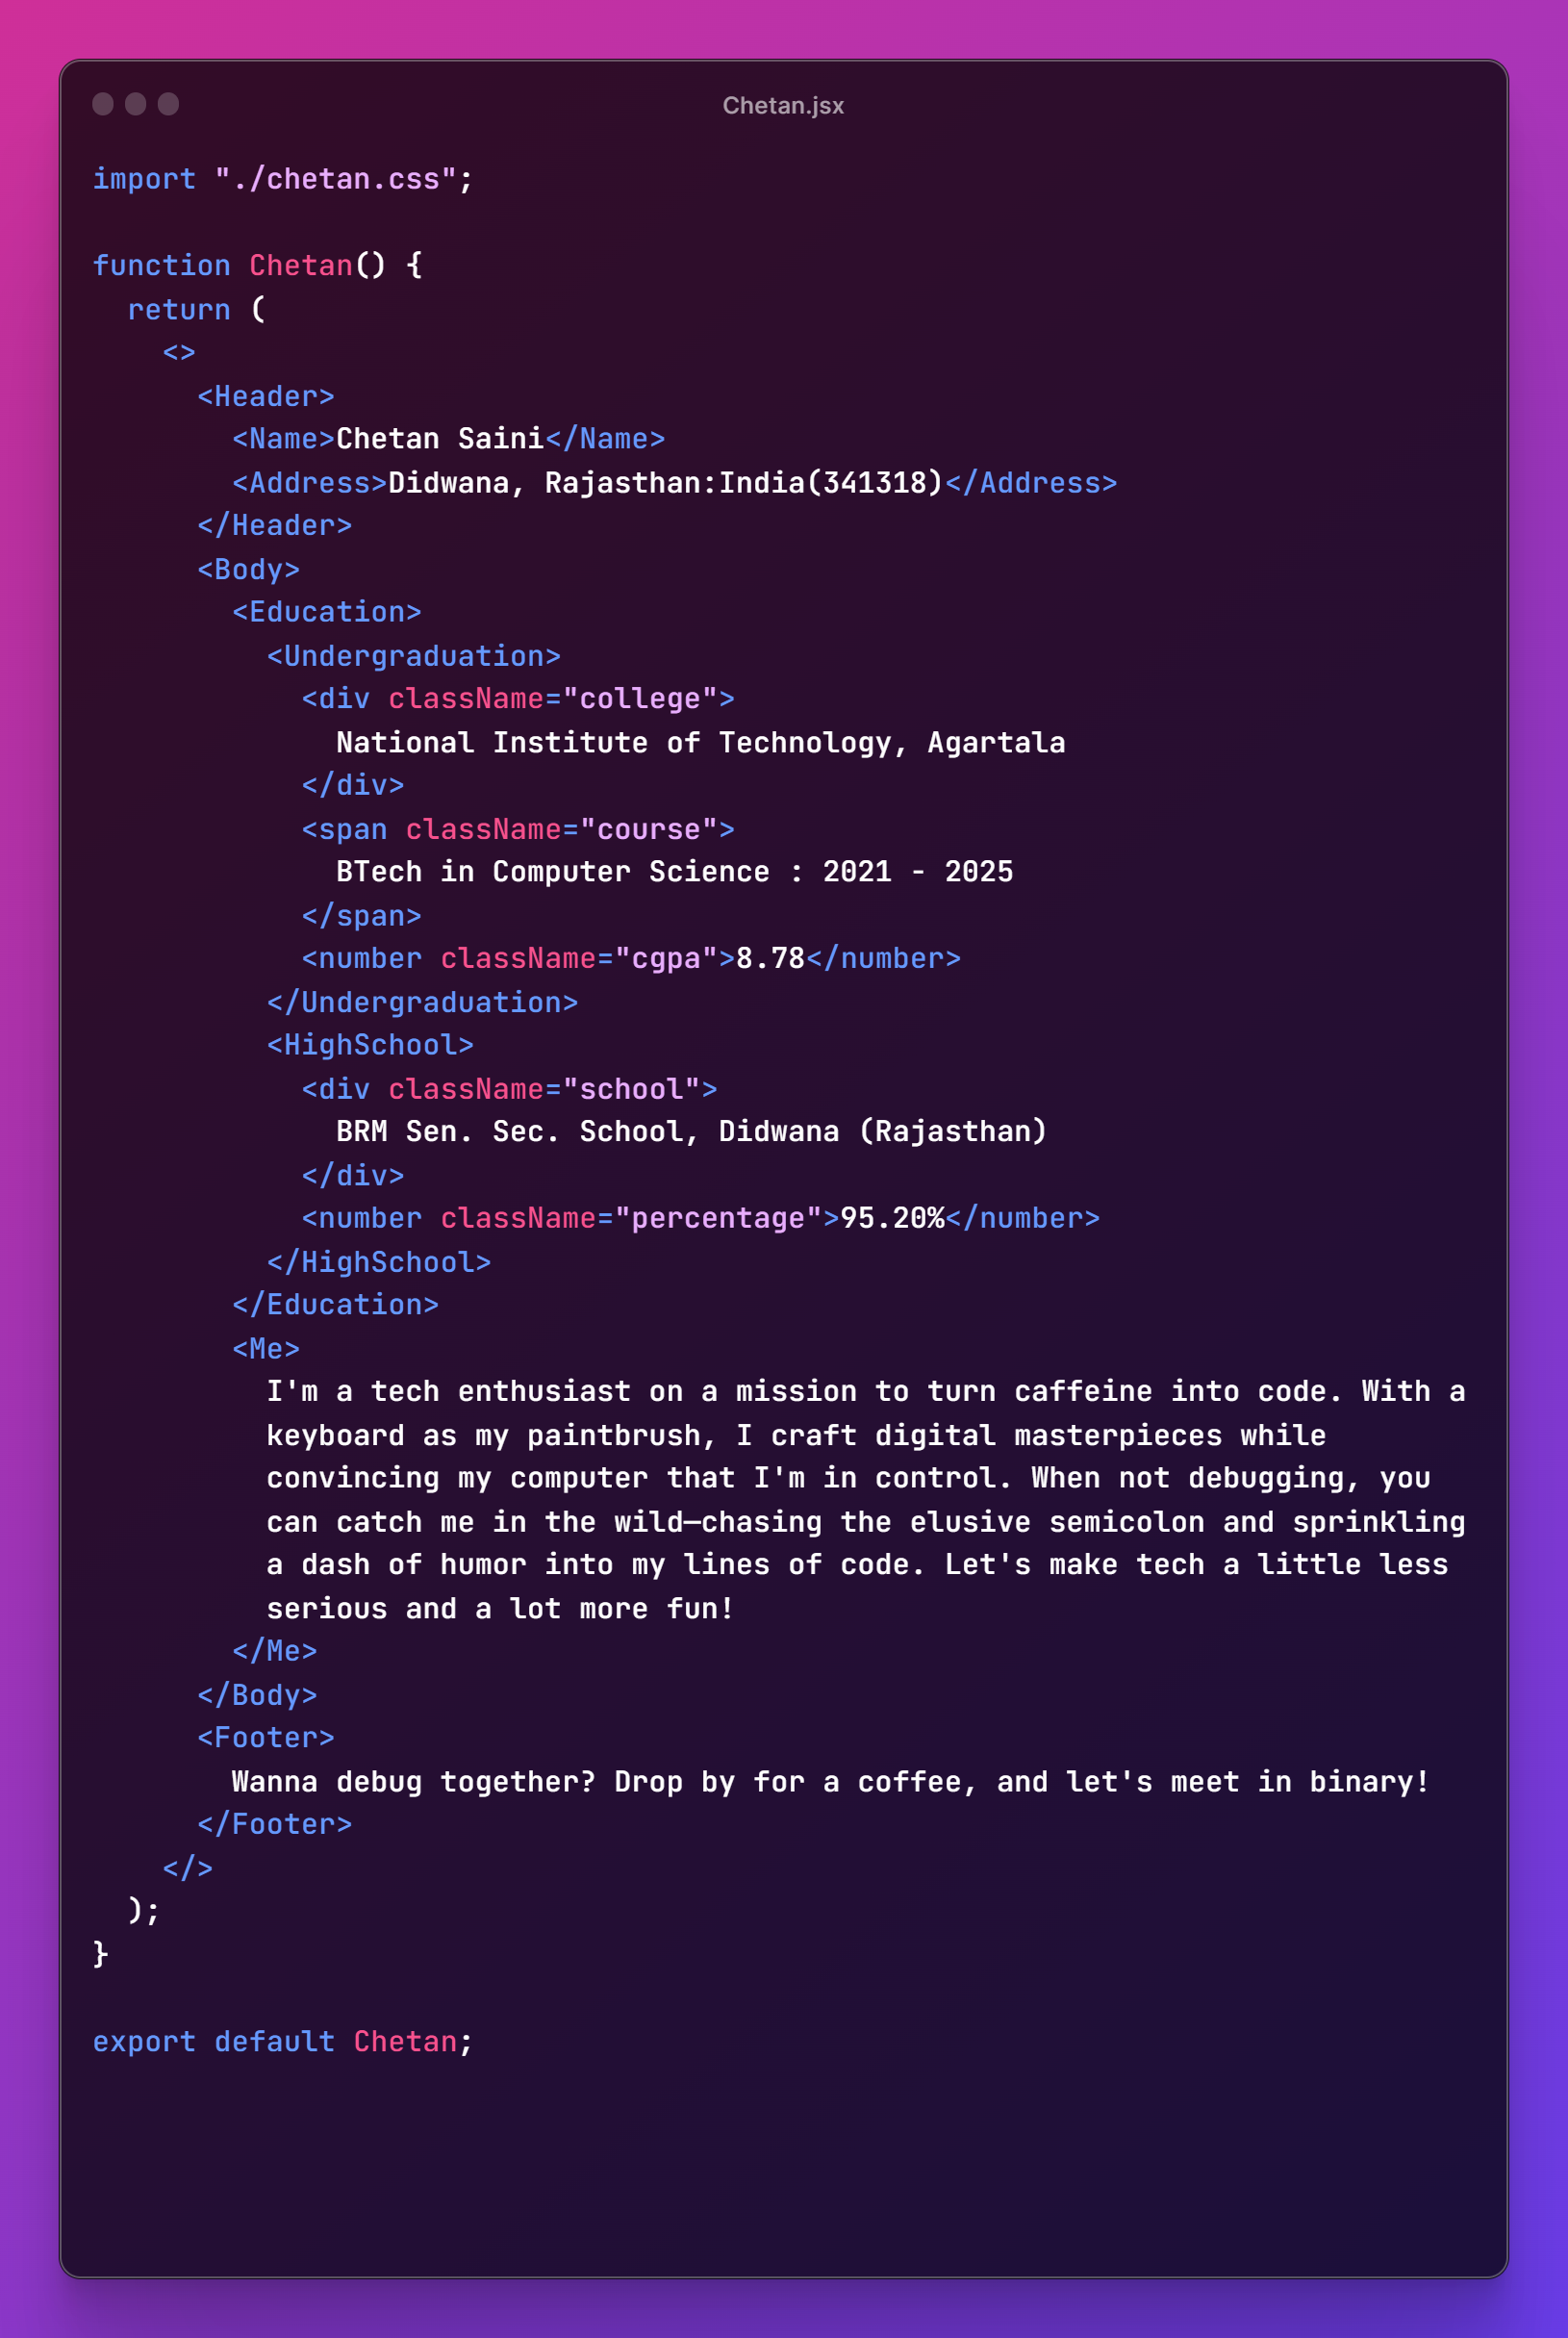 Chetan.jsx
import "./chetan.css";
function Chetan() {
  return (
    <>
      <Header>
        <Name>Chetan Saini</Name>
        <Address>Didwana, Rajasthan:India(341318)</Address>
      </Header>
      <Body>
        <Education>
          <Undergraduation>
            <div className="college">
              National Institute of Technology, Agartala
            </div>
            <span className="course">
              BTech in Computer Science : 2021 - 2025
            </span>
            <number className="cgpa">8.78</number>
          </Undergraduation>
          <HighSchool>
            <div className="school">
              BRM Sen. Sec. School, Didwana (Rajasthan)
            </div>
            <number className="percentage">95.20%</number>
          </HighSchool>
        </Education>
        <Me>
          I'm a tech enthusiast on a mission to turn caffeine into code. With a
          keyboard as my paintbrush, I craft digital masterpieces while
          convincing my computer that I'm in control. When not debugging, you
          can catch me in the wild—chasing the elusive semicolon and sprinkling
          a dash of humor into my lines of code. Let's make tech a little less
          serious and a lot more fun!
        </Me>
      </Body>
      <Footer>
        Wanna debug together? Drop by for a coffee, and let's meet in binary!
      </Footer>
    </>
  );
}
export default Chetan;